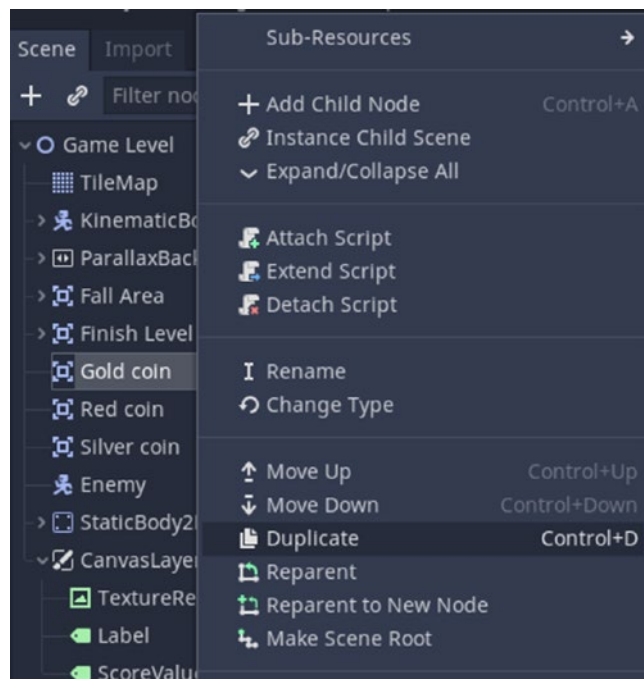 Scene Import
Filter no
Game Level
TileMap
KinematicBo
ParallaxBack
Fall Area
Finish Level
Gold coin
Red coin
Silver coin
Enemy
StaticBody2
CanvasLaye
TextureRe
Label
ScoreValu
Sub-Resources
Add Child Node Control+A
Instance Child Scene
Expand/Collapse All
Attach Script
Extend Script
Detach Script
Rename
Change Type
Move Up Control+Up
Move Down Control+Down
Duplicate Control+D
Reparent
Reparent to New Node
Make Scene Root